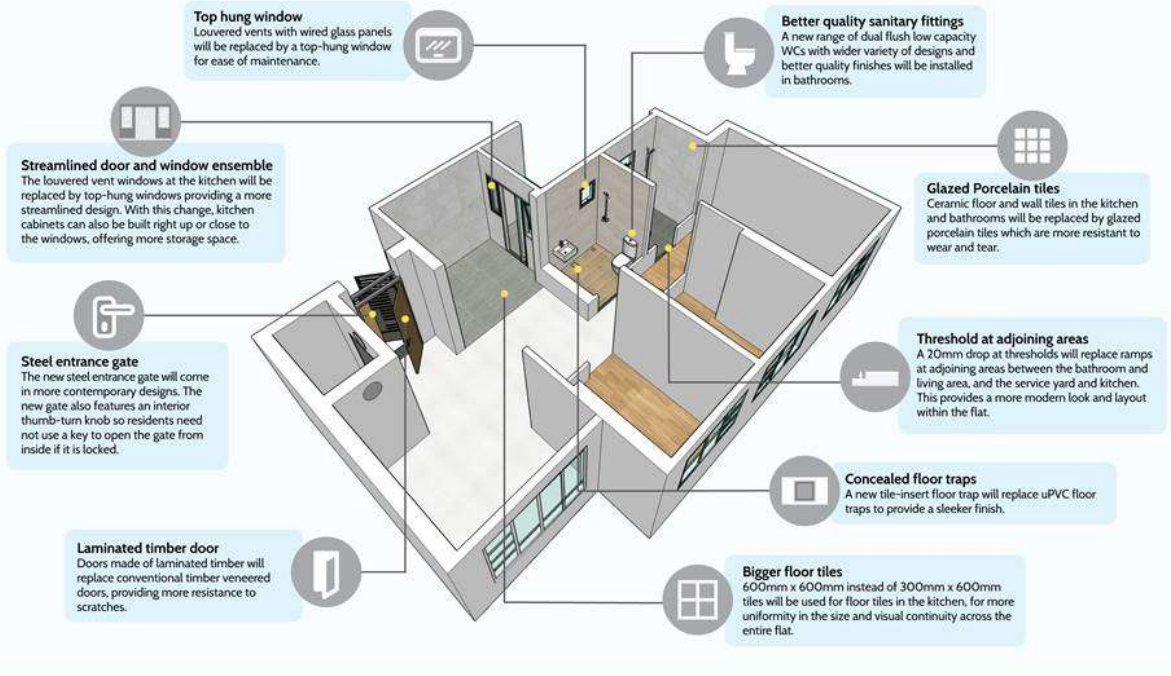 Top hung window
Louvered vents with wired glass panels
will be replaced by a top-hung window
for ease of maintenance.
Better quality sanitary fittings
A new range of dual flush low capacity
WCs with wider variety of designs and
better quality finishes will be installed
in bathrooms.
Streamlined door and window ensemble
The louvered vent windows at the kitchen will be
replaced by top-hung windows providing a more
streamlined design. With this change, kitchen
cabinets can also be built right up or close to
the windows, offering more storage space.
Glazed Porcelain tiles
Ceramic floor and wall tiles in the kitchen
and bathrooms will be replaced by glazed
porcelain tiles which are more resistant to
wear and tear.
Steel entrance gate
The new steel entrance gate will come
in more contemporary designs. The
new gate also features an interior
thumb-turn knob so residents need
not use a key to open the gate from
inside if it is locked.
Threshold at adjoining areas
A 20mm drop at thresholds will replace ramps
at adjoining areas between the bathroom and
living area, and the service yard and kitchen.
This provides a more modern look and layout
within the flat.
Concealed floor traps
A new tile-insert floor trap will replace uPVC floor
traps to provide a sleeker finish.
Laminated timber door
Doors made of laminated timber will
replace conventional timber veneered
doors, providing more resistance to
scratches.
Bigger floor tiles
600mm x 600mm instead of 300mm x 600mm
tiles will be used for floor tiles in the kitchen, for more
uniformity in the size and visual continuity across the
entire flat.